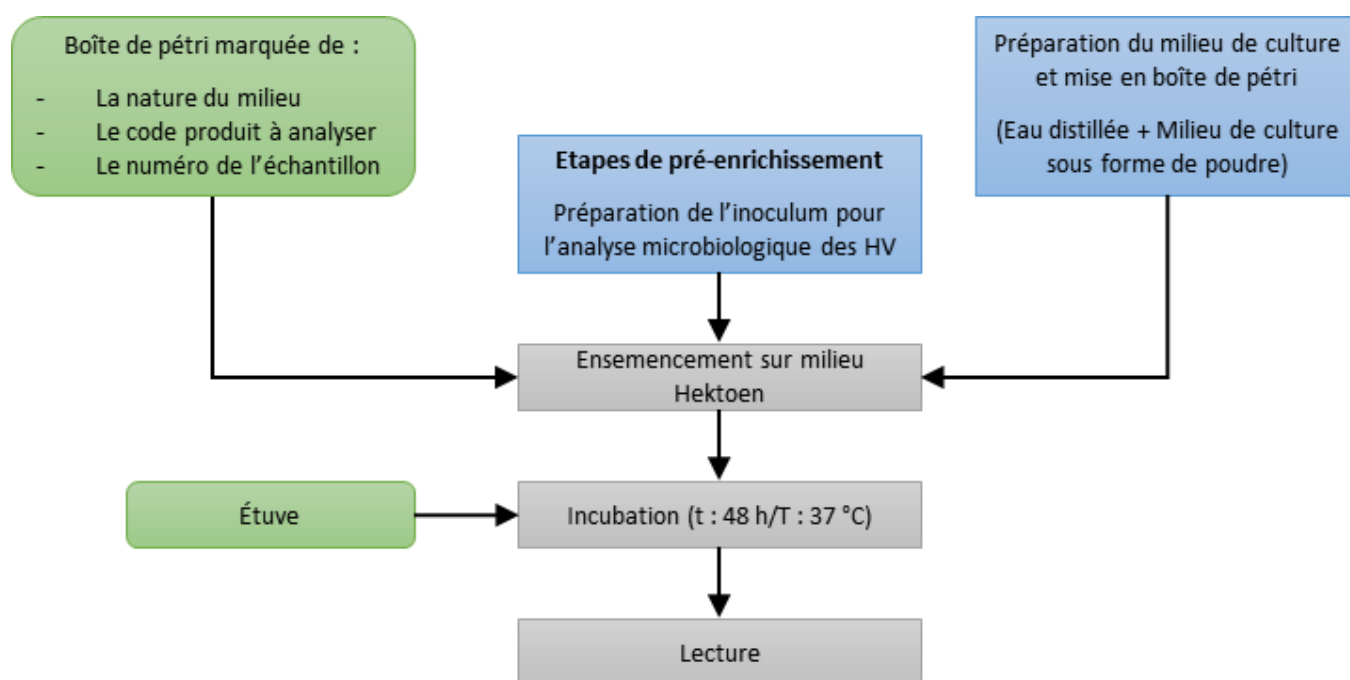 Boîte de pétri marquée de :
- La nature du milieu
- Le code produit à analyser
- Le numéro de l’échantillon
Préparation du milieu de culture
et mise en boîte de pétri
(Eau distillée + Milieu de culture
sous forme de poudre)
Etapes de pré-enrichissement
Préparation de l’inoculum pour
l’analyse microbiologique des HV
Ensemencement sur milieu
Hektoen
Étuve
Incubation (t : 48 h/T : 37 °C)
Lecture